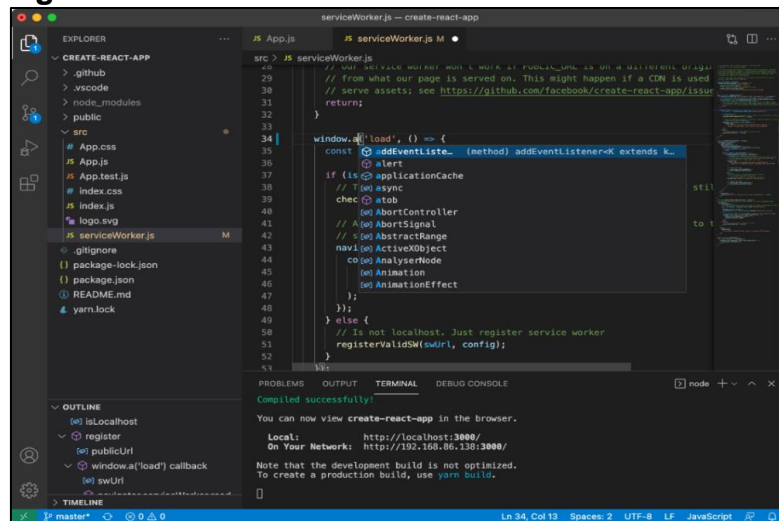 serviceWorker.js — create-react-app
EXPLORER
CREATE-REACT-APP
.github
.vscode
node_modules
public
src
App.css
App.js
App.test.js
index.css
index.js
logo.svg
serviceWorker.js M
.gitignore
package-lock.json
package.json
README.md
yarn.lock
OUTLINE
isLocalhost
register
publicUrl
window.a('load') callback
swUrl
TIMELINE
App.js
serviceWorker.js M
src > serviceWorker.js
29 // from what our page is served on. This might happen if a CDN is used
30 // serve assets; see https://github.com/facebook/create-react-app/issue
31 return;
32 }
33
34 window.a('load', () => {
35 const
36
37 if (is
38 // T stil
39 chec
40
41 // A to t
42 // s
43 navi
44 co
45
46
47 );
48 });
49 } else {
50 // Is not localhost. Just register service worker
51 registerValidSW(swUrl, config);
52 }
53 });
addEventListe… (method) addEventListener<K extends k…
alert
applicationCache
async
atob
AbortController
AbortSignal
AbstractRange
ActiveXObject
AnalyserNode
Animation
AnimationEffect
PROBLEMS OUTPUT TERMINAL DEBUG CONSOLE
node
Compiled successfully!
You can now view create-react-app in the browser.
Local: http://localhost:3000/
On Your Network: http://192.168.86.138:3000/
Note that the development build is not optimized.
To create a production build, use yarn build.
master* 0 0 Ln 34, Col 13 Spaces: 2 UTF-8 LF JavaScript